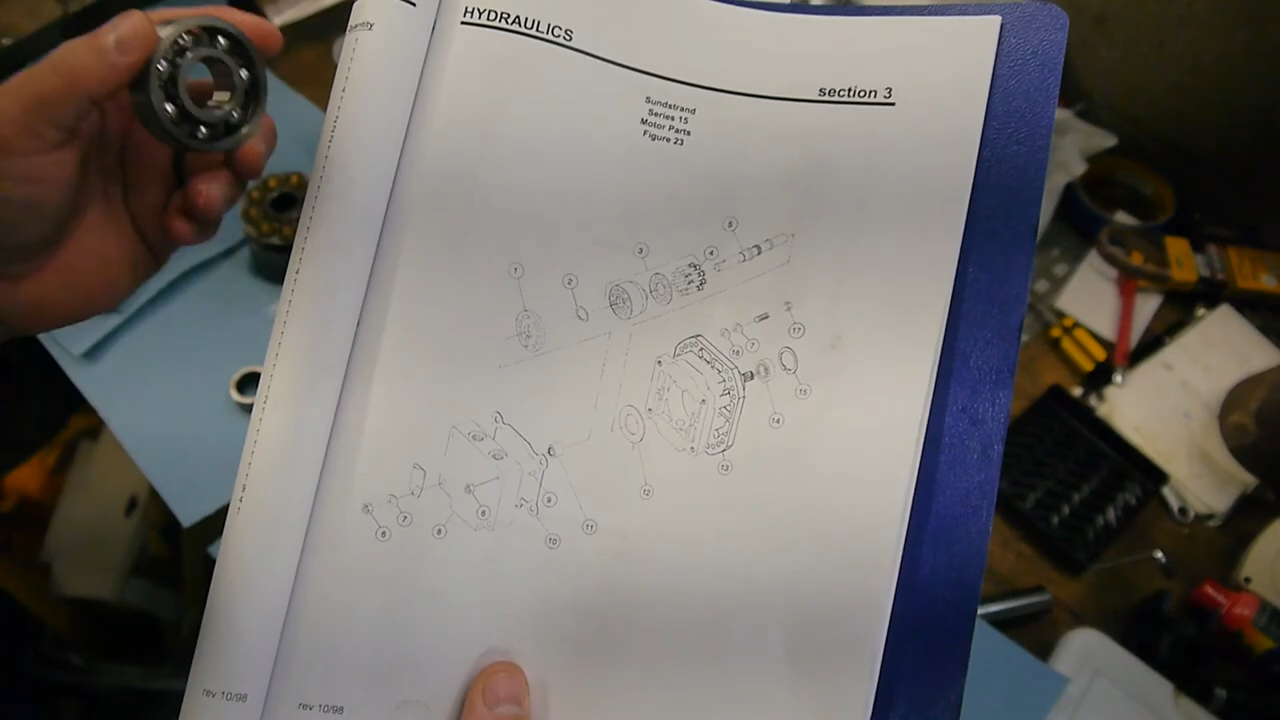 Quantity
HYDRAULICS
section 3
Sundstrand
Series 15
Motor Parts
Figure 23
5
3
4
1
2
17
7
16
15
14
13
12
9
11
6
10
8
7
6
rev 10/98
rev 10/98